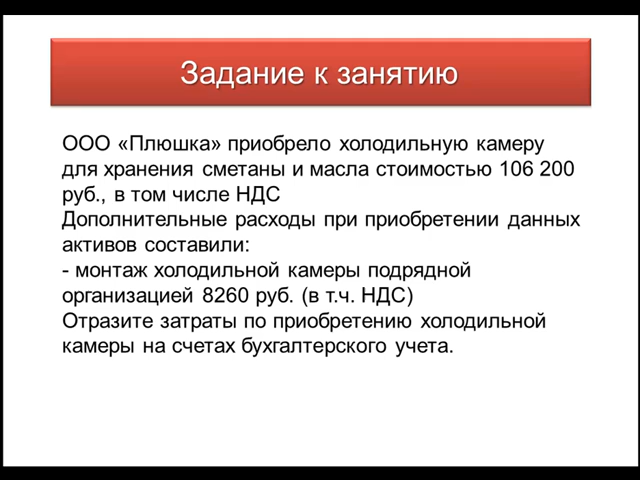 Задание к занятию
ООО «Плюшка» приобрело холодильную камеру
для хранения сметаны и масла стоимостью 106 200
руб., в том числе НДС
Дополнительные расходы при приобретении данных
активов составили:
- монтаж холодильной камеры подрядной
организацией 8260 руб. (в т.ч. НДС)
Отразите затраты по приобретению холодильной
камеры на счетах бухгалтерского учета.